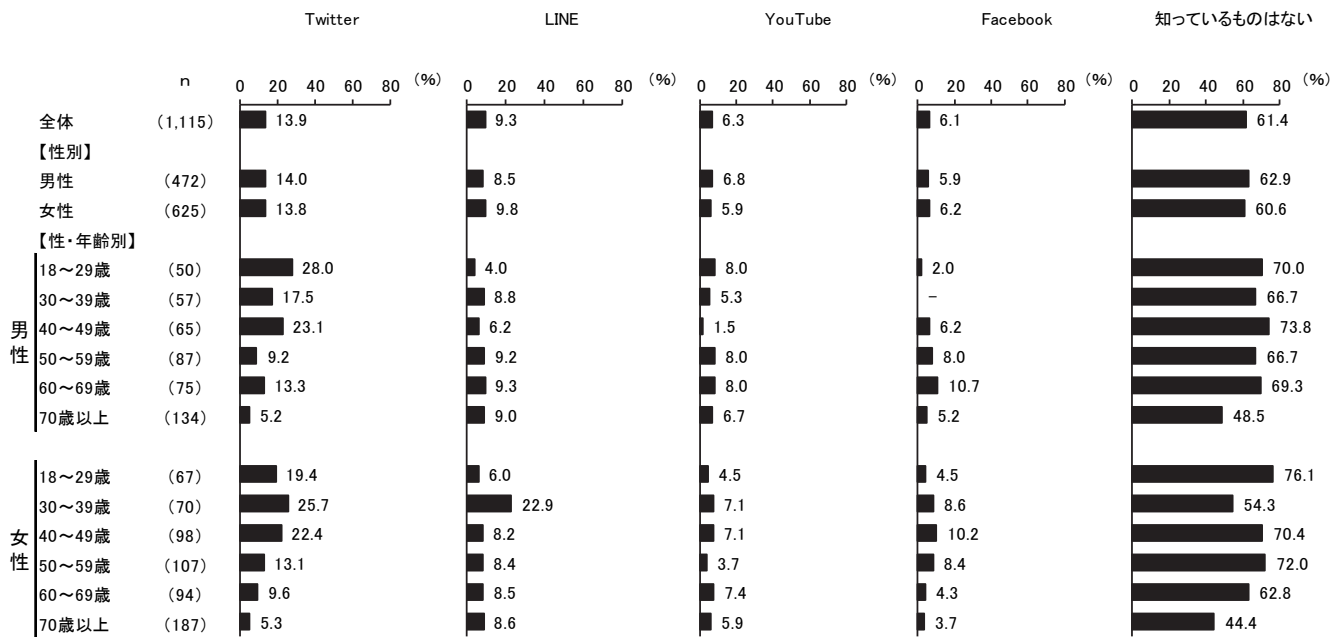 Twitter LINE YouTube Facebook 知っているものはない
n 0 20 40 60 80 (%) 0 20 40 60 80 (%) 0 20 40 60 80 (%) 0 20 40 60 80 (%) 0 20 40 60 80 (%)
全体 (1,115) 13.9 9.3 6.3 6.1 61.4
【性別】
男性 (472) 14.0 8.5 6.8 5.9 62.9
女性 (625) 13.8 9.8 5.9 6.2 60.6
【性・年齢別】
男性
18～29歳 (50) 28.0 4.0 8.0 2.0 70.0
30～39歳 (57) 17.5 8.8 5.3 - 66.7
40～49歳 (65) 23.1 6.2 1.5 6.2 73.8
50～59歳 (87) 9.2 9.2 8.0 8.0 66.7
60～69歳 (75) 13.3 9.3 8.0 10.7 69.3
70歳以上 (134) 5.2 9.0 6.7 5.2 48.5
女性
18～29歳 (67) 19.4 6.0 4.5 4.5 76.1
30～39歳 (70) 25.7 22.9 7.1 8.6 54.3
40～49歳 (98) 22.4 8.2 7.1 10.2 70.4
50～59歳 (107) 13.1 8.4 3.7 8.4 72.0
60～69歳 (94) 9.6 8.5 7.4 4.3 62.8
70歳以上 (187) 5.3 8.6 5.9 3.7 44.4